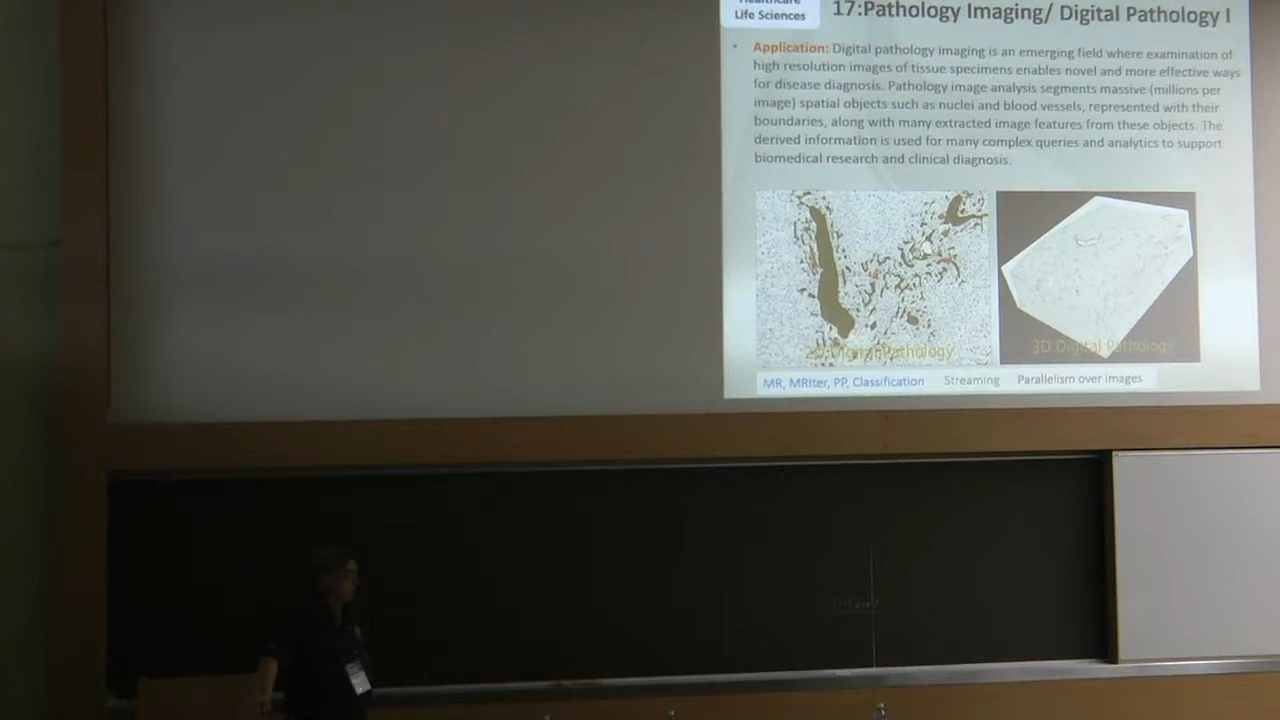 Healthcare
Life Sciences
17:Pathology Imaging/ Digital Pathology I
• Application: Digital pathology imaging is an emerging field where examination of
high resolution images of tissue specimens enables novel and more effective ways
for disease diagnosis. Pathology image analysis segments massive (millions per
image) spatial objects such as nuclei and blood vessels, represented with their
boundaries, along with many extracted image features from these objects. The
derived information is used for many complex queries and analytics to support
biomedical research and clinical diagnosis.
2D Digital Pathology
3D Digital Pathology
MR, MRIter, PP, Classification Streaming Parallelism over Images